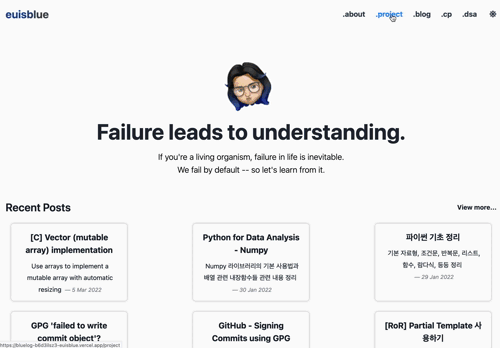 euisblue
.about .project .blog .cp .dsa
Failure leads to understanding.
If you're a living organism, failure in life is inevitable.
We fail by default -- so let's learn from it.
Recent Posts
View more...
[C] Vector (mutable
array) implementation
Use arrays to implement a
mutable array with automatic
resizing — 5 Mar 2022
Python for Data Analysis
- Numpy
Numpy 라이브러리의 기본 사용법과
배열 관련 내장함수들 관련 내용 정리
— 30 Jan 2022
파이썬 기초 정리
기본 자료형, 조건문, 반복문, 리스트,
함수, 람다식, 등등 정리
— 29 Jan 2022
GPG 'failed to write
commit object'?
GitHub - Signing
Commits using GPG
[RoR] Partial Template 사
용하기